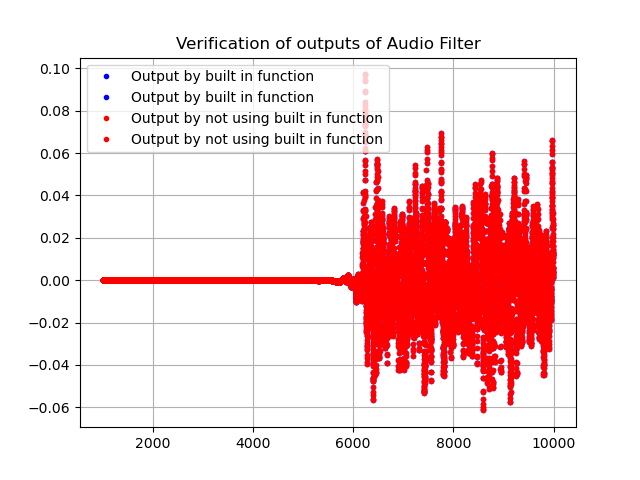 Verification of outputs of Audio Filter
Output by built in function
Output by built in function
Output by not using built in function
Output by not using built in function
0.10
0.08
0.06
0.04
0.02
0.00
−0.02
−0.04
−0.06
2000
4000
6000
8000
10000